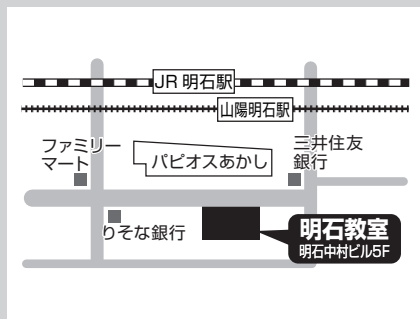 JR 明石駅
山陽明石駅
ファミリー
マート
パピオスあかし
三井住友
銀行
りそな銀行
明石教室
明石中村ビル5F